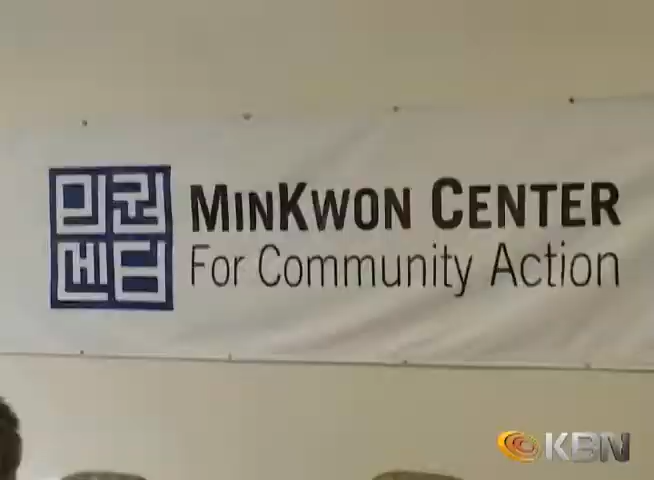 민권
센터
MINKWON CENTER
For Community Action
KBN